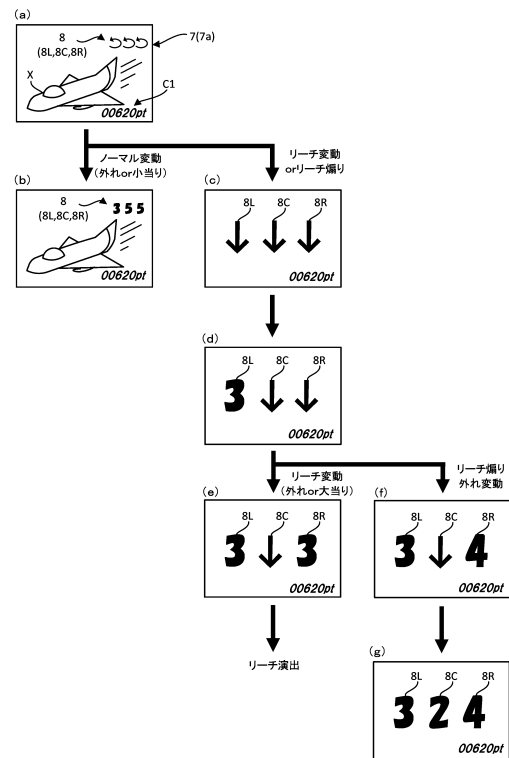 (a)
8
(8L,8C,8R)
7(7a)
X
C1
00620pt
ノーマル変動
(外れor小当り)
リーチ変動
orリーチ煽り
(b)
8
(8L,8C,8R)
355
00620pt
(c)
8L 8C 8R
00620pt
(d)
8L 8C 8R
3
00620pt
リーチ変動
(外れor大当り)
リーチ煽り
外れ変動
(e)
8L 8C 8R
3 3
00620pt
(f)
8L 8C 8R
3 4
00620pt
リーチ演出
(g)
8L 8C 8R
3 2 4
00620pt